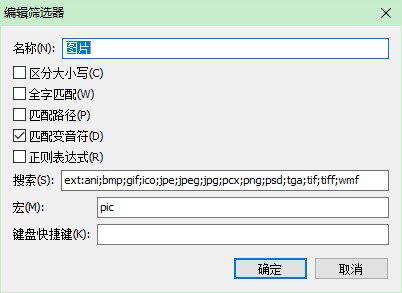 编辑筛选器
名称(N): 图片
区分大小写(C)
全字匹配(W)
匹配路径(P)
匹配变音符(D)
正则表达式(R)
搜索(S): ext:ani;bmp;gif;ico;jpe;jpeg;jpg;pcx;png;psd;tga;tif;tiff;wmf
宏(M): pic
键盘快捷键(K):
确定 取消